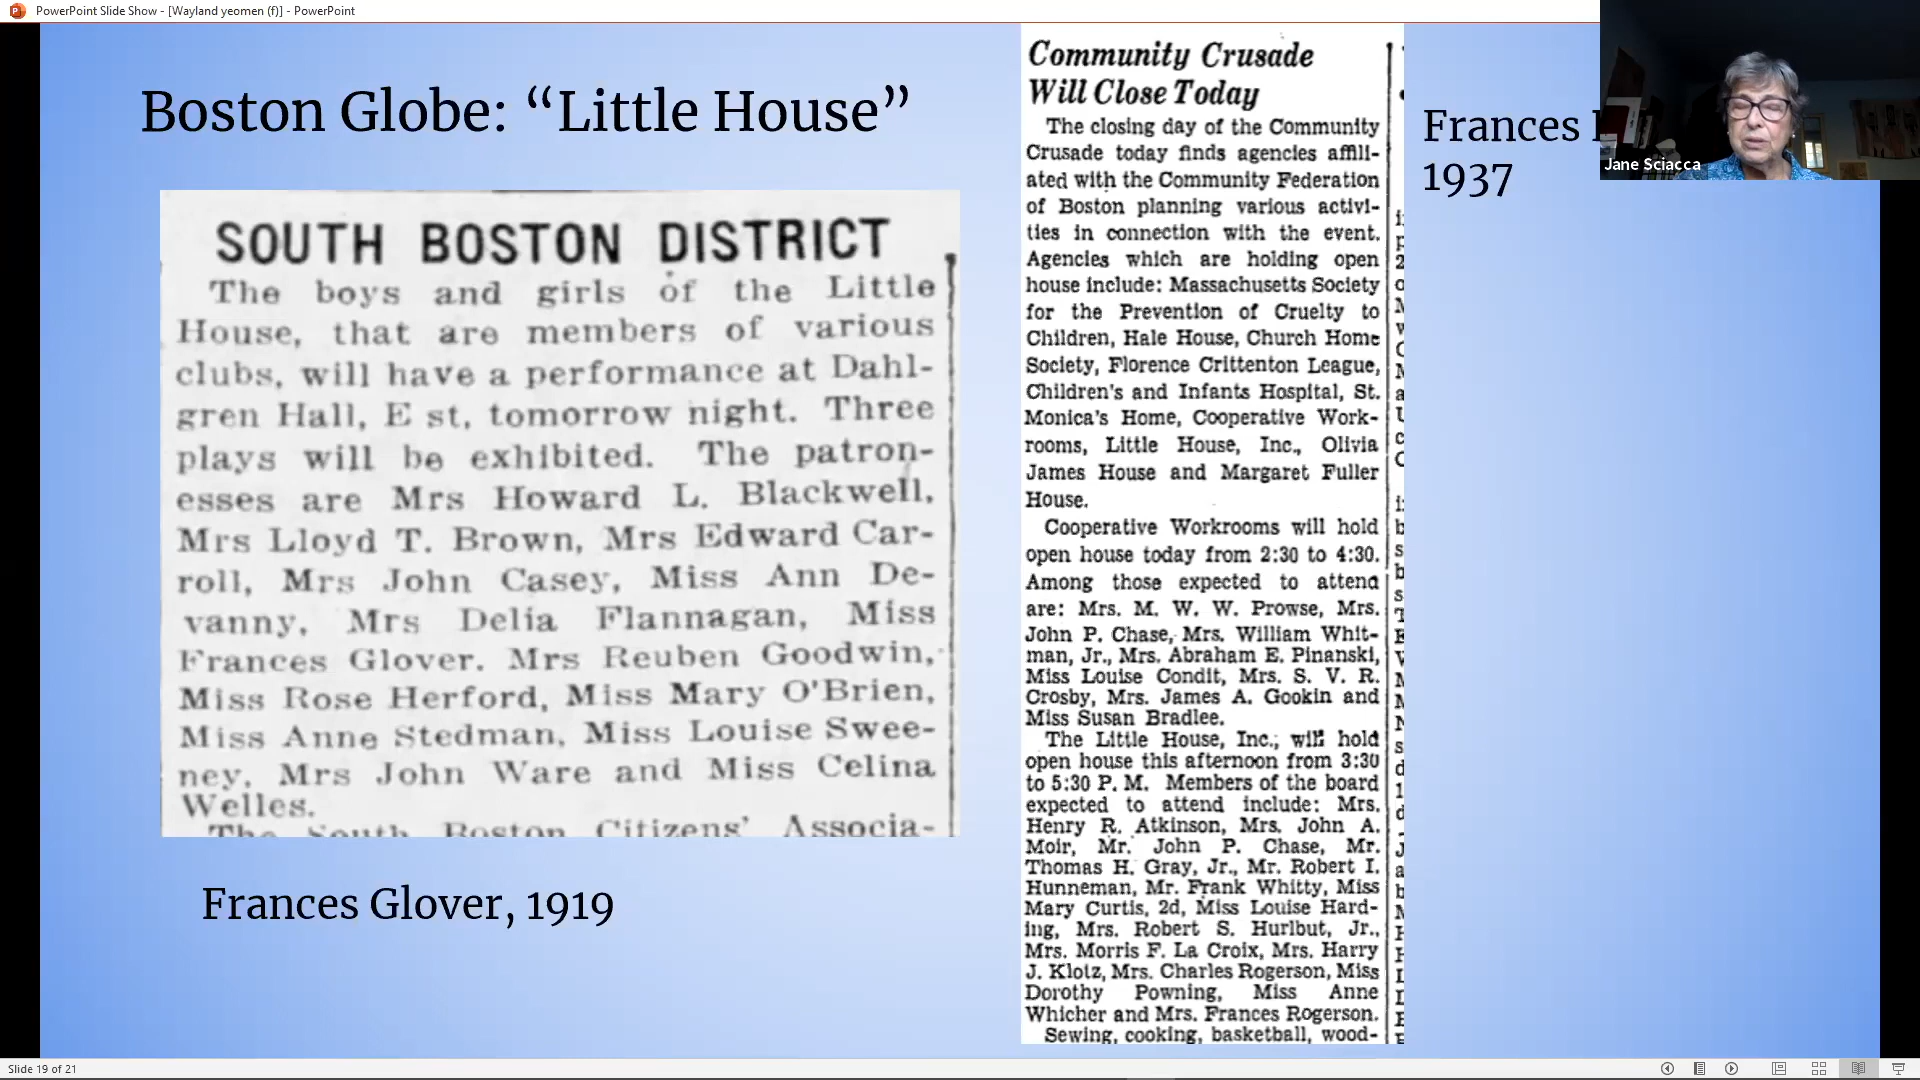 PowerPoint Slide Show - [Wayland yeomen (f)] - PowerPoint
Boston Globe: “Little House”
SOUTH BOSTON DISTRICT
The boys and girls of the Little
House, that are members of various
clubs, will have a performance at Dahl-
gren Hall, E st, tomorrow night. Three
plays will be exhibited. The patron-
esses are Mrs Howard L. Blackwell,
Mrs Lloyd T. Brown, Mrs Edward Car-
roll, Mrs John Casey, Miss Ann De-
vanny, Mrs Delia Flannagan, Miss
Frances Glover, Mrs Reuben Goodwin,
Miss Rose Herford, Miss Mary O'Brien,
Miss Anne Stedman, Miss Louise Swee-
ney, Mrs John Ware and Miss Celina
Welles.
The South Boston Citizens' Associa-
Frances Glover, 1919
Community Crusade
Will Close Today
The closing day of the Community
Crusade today finds agencies affili-
ated with the Community Federation
of Boston planning various activi-
ties in connection with the event.
Agencies which are holding open
house include: Massachusetts Society
for the Prevention of Cruelty to
Children, Hale House, Church Home
Society, Florence Crittenton League,
Children's and Infants Hospital, St.
Monica's Home, Cooperative Work-
rooms, Little House, Inc., Olivia
James House and Margaret Fuller
House.
Cooperative Workrooms will hold
open house today from 2:30 to 4:30.
Among those expected to attend
are: Mrs. M. W. W. Prowse, Mrs.
John P. Chase, Mrs. William Whit-
man, Jr., Mrs. Abraham E. Pinanski,
Miss Louise Condit, Mrs. S. V. R.
Crosby, Mrs. James A. Gookin and
Miss Susan Bradlee.
The Little House, Inc., will hold
open house this afternoon from 3:30
to 5:30 P. M. Members of the board
expected to attend include: Mrs.
Henry R. Atkinson, Mrs. John A.
Moir, Mr. John P. Chase, Mr.
Thomas H. Gray, Jr., Mr. Robert I.
Hunneman, Mr. Frank Whitty, Miss
Mary Curtis, 2d, Miss Louise Hard-
ing, Mrs. Robert S. Hurlbut, Jr.,
Mrs. Morris F. La Croix, Mrs. Harry
J. Klotz, Mrs. Charles Rogerson, Miss
Dorothy Powning, Miss Anne
Whicher and Mrs. Frances Rogerson.
Sewing, cooking, basketball, wood-
Frances
1937
Jane Sciacca
Slide 19 of 21